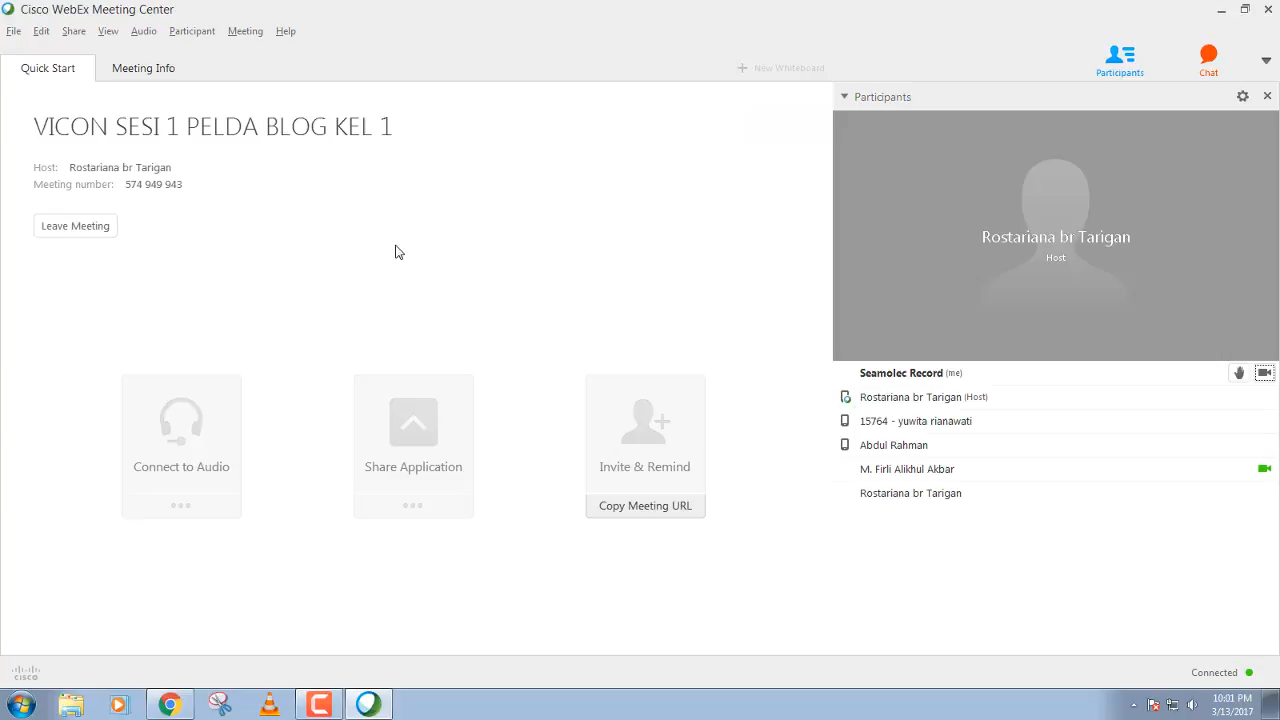 Cisco WebEx Meeting Center
File Edit Share View Audio Participant Meeting Help
Quick Start Meeting Info
New Whiteboard
Participants Chat
VICON SESI 1 PELDA BLOG KEL 1
Host: Rostariana br Tarigan
Meeting number: 574 949 943
Leave Meeting
Connect to Audio
Share Application
Invite & Remind
Copy Meeting URL
Participants
Rostariana br Tarigan
Host
Seamolec Record (me)
Rostariana br Tarigan (Host)
15764 - yuwita rianawati
Abdul Rahman
M. Firli Alikhul Akbar
Rostariana br Tarigan
cisco
Connected
10:01 PM
3/13/2017